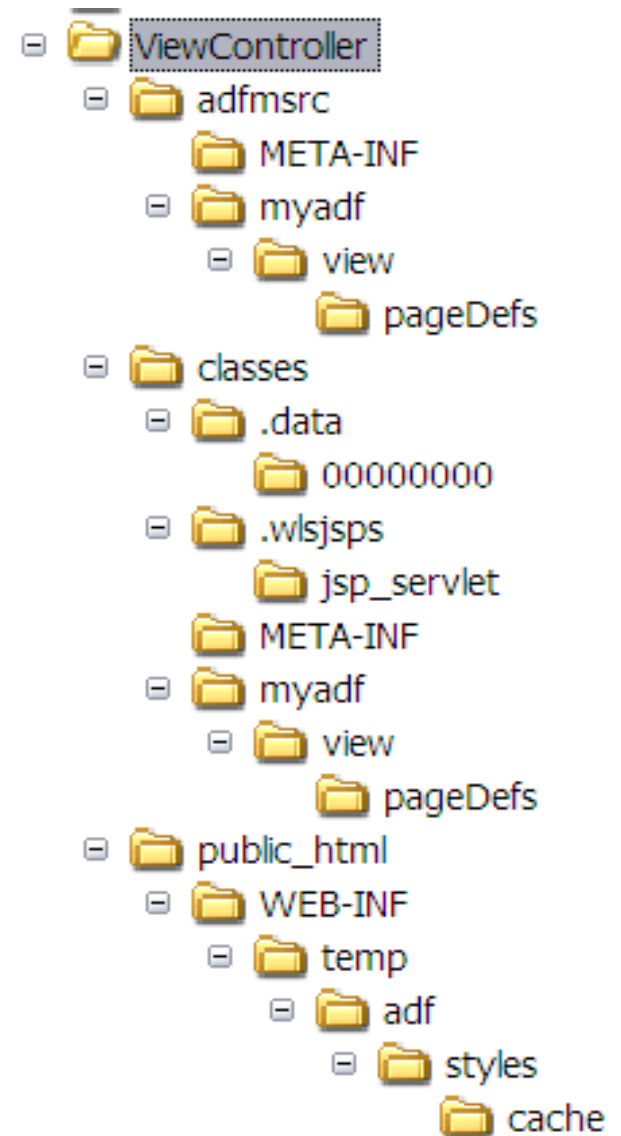 ViewController
adfmsrc
META-INF
myadf
view
pageDefs
classes
.data
00000000
.wlsjsps
jsp_servlet
META-INF
myadf
view
pageDefs
public_html
WEB-INF
temp
adf
styles
cache